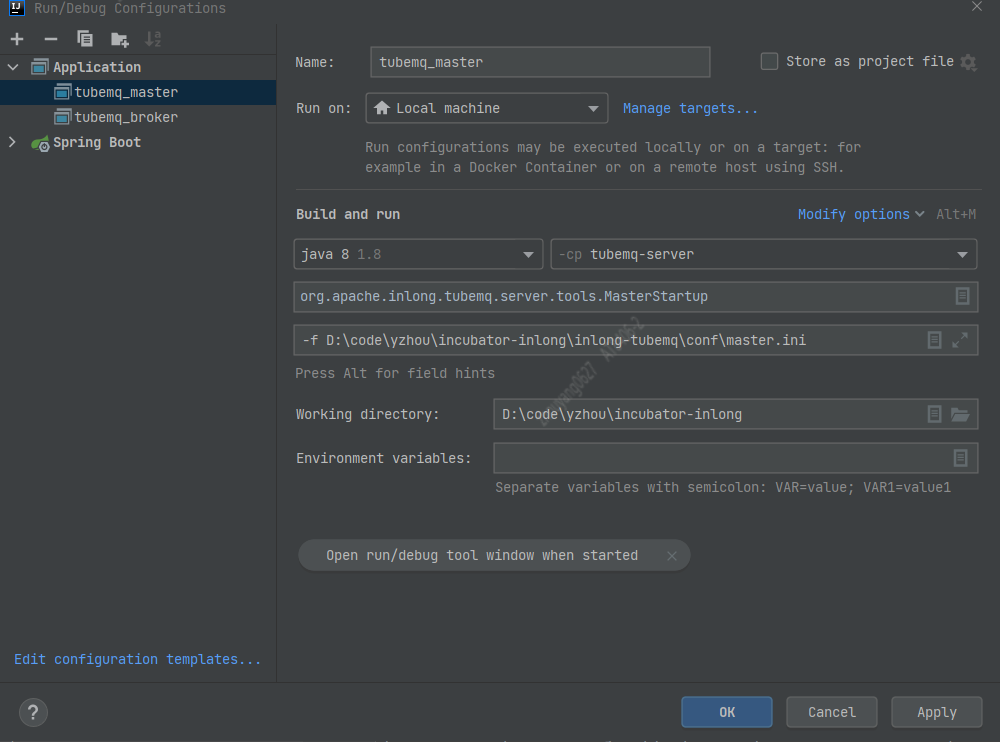 Run/Debug Configurations
Application
tubemq_master
tubemq_broker
Spring Boot
Name: tubemq_master Store as project file
Run on: Local machine Manage targets...
Run configurations may be executed locally or on a target: for
example in a Docker Container or on a remote host using SSH.
Build and run Modify options Alt+M
java 8 1.8 -cp tubemq-server
org.apache.inlong.tubemq.server.tools.MasterStartup
-f D:\code\yzhou\incubator-inlong\inlong-tubemq\conf\master.ini
Press Alt for field hints
Working directory: D:\code\yzhou\incubator-inlong
Environment variables:
Separate variables with semicolon: VAR=value; VAR1=value1
Open run/debug tool window when started
Edit configuration templates...
? OK Cancel Apply